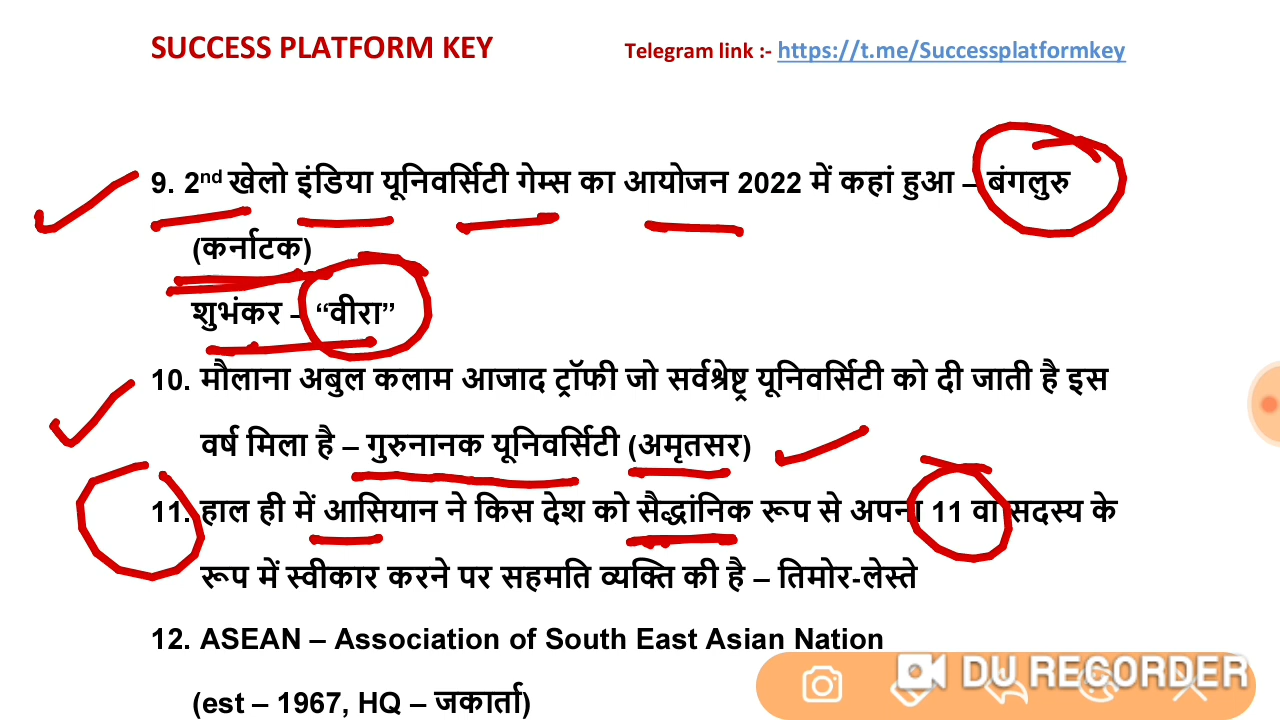 SUCCESS PLATFORM KEY Telegram link :- https://t.me/Successplatformkey
9. 2nd खेलो इंडिया यूनिवर्सिटी गेम्स का आयोजन 2022 में कहां हुआ – बंगलुरु
(कर्नाटक)
शुभंकर – “वीरा”
10. मौलाना अबुल कलाम आजाद ट्रॉफी जो सर्वश्रेष्ट्र यूनिवर्सिटी को दी जाती है इस
वर्ष मिला है – गुरुनानक यूनिवर्सिटी (अमृतसर)
11. हाल ही में आसियान ने किस देश को सैद्धांनिक रूप से अपना 11 वा सदस्य के
रूप में स्वीकार करने पर सहमति व्यक्ति की है – तिमोर-लेस्ते
12. ASEAN – Association of South East Asian Nation
(est – 1967, HQ – जकार्ता)
DU RECORDER